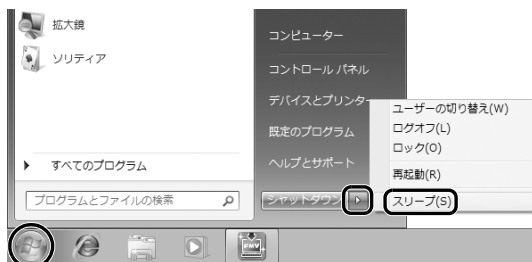 拡大鏡
ソリティア
すべてのプログラム
プログラムとファイルの検索
コンピューター
コントロール パネル
デバイスとプリンター
既定のプログラム
ヘルプとサポート
シャットダウン
ユーザーの切り替え(W)
ログオフ(L)
ロック(O)
再起動(R)
スリープ(S)
FMV